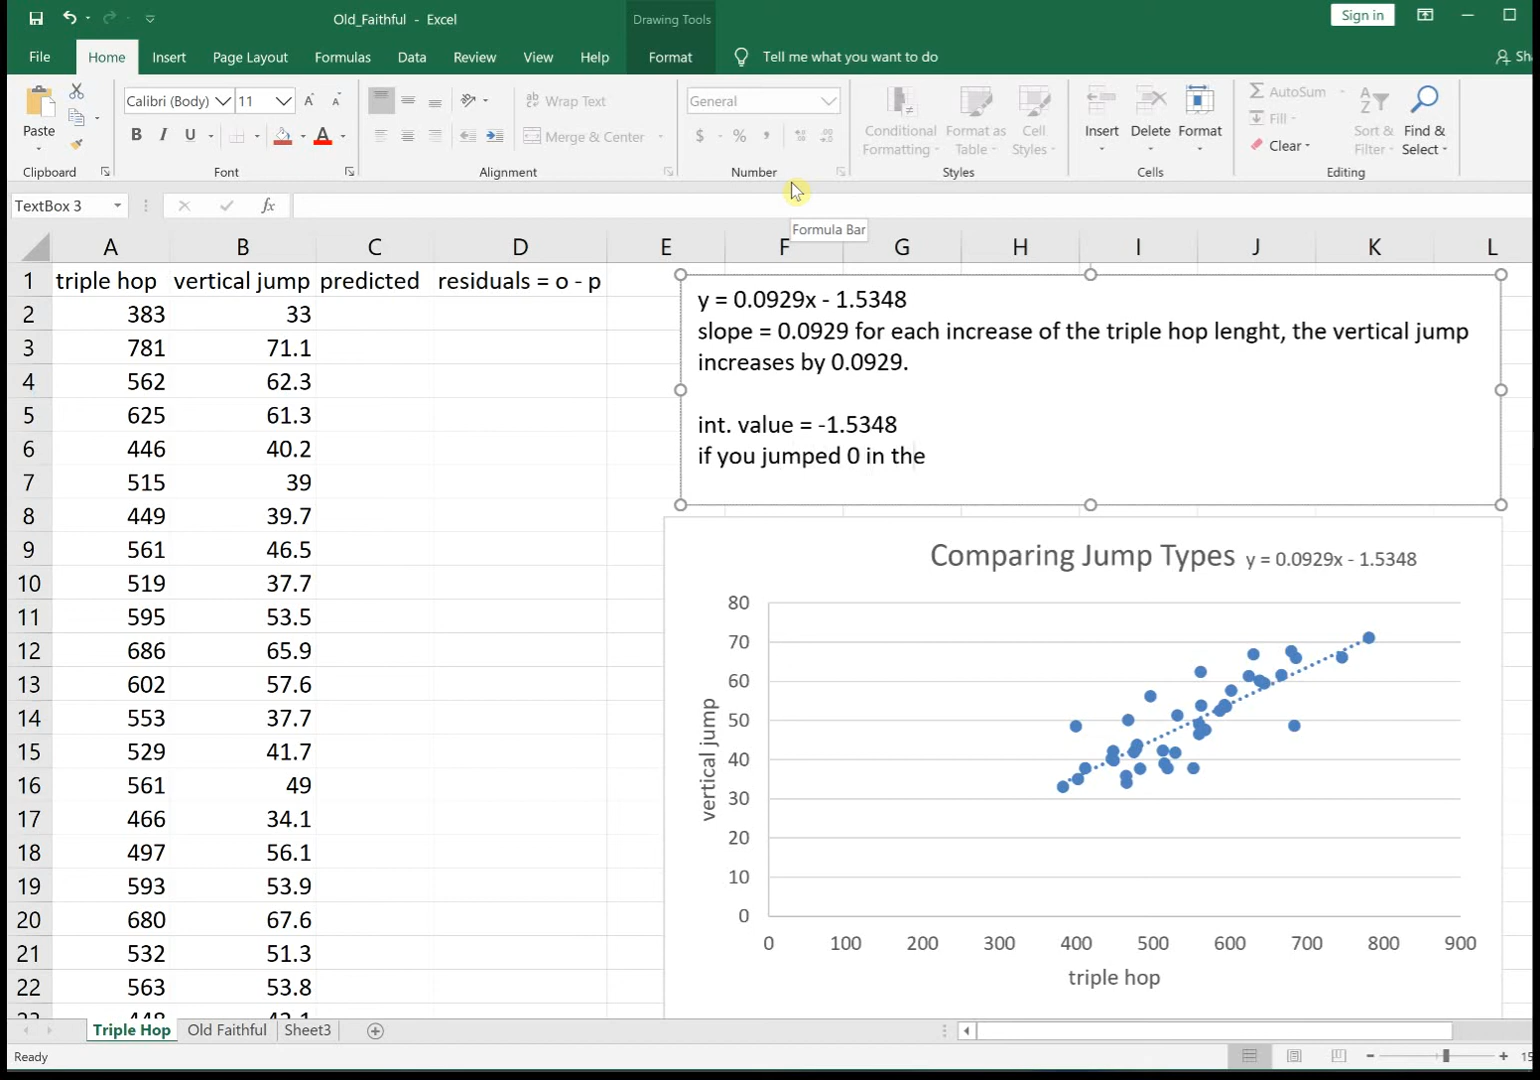 Old_Faithful - Excel
Drawing Tools
Sign in
File
Home
Insert
Page Layout
Formulas
Data
Review
View
Help
Format
Tell me what you want to do
Paste
Clipboard
Calibri (Body)
11
B I U
Font
Wrap Text
Merge & Center
Alignment
General
$ % ,
Number
Conditional Formatting
Format as Table
Cell Styles
Styles
Insert
Delete
Format
Cells
AutoSum
Fill
Clear
Sort & Filter
Find & Select
Editing
TextBox 3
fx
Formula Bar
A B C D E F G H I J K L
1 triple hop vertical jump predicted residuals = o - p
2 383 33
3 781 71.1
4 562 62.3
5 625 61.3
6 446 40.2
7 515 39
8 449 39.7
9 561 46.5
10 519 37.7
11 595 53.5
12 686 65.9
13 602 57.6
14 553 37.7
15 529 41.7
16 561 49
17 466 34.1
18 497 56.1
19 593 53.9
20 680 67.6
21 532 51.3
22 563 53.8
y = 0.0929x - 1.5348
slope = 0.0929 for each increase of the triple hop lenght, the vertical jump
increases by 0.0929.
int. value = -1.5348
if you jumped 0 in the
Comparing Jump Types y = 0.0929x - 1.5348
80
70
60
50
40
30
20
10
0
vertical jump
0 100 200 300 400 500 600 700 800 900
triple hop
Triple Hop
Old Faithful
Sheet3
Ready